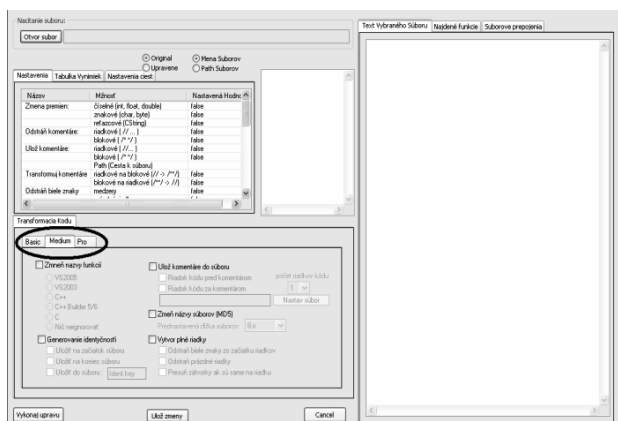 Nacitanie suboru:
Otvor subor
Original
Mena Suborov
Upravene
Path Suborov
Nastavenia
Tabulka Vynimiek
Nastavenia ciest
Názov
Možnosť
Nastavená Hodno
Zmena premien:
číselné (int, float, double)
false
znakové (char, byte)
false
reťazcové (CString)
false
Odstráň komentáre:
riadkové ( // ... )
false
blokové ( /* */ )
false
Ulož komentáre:
riadkové ( //... )
false
blokové ( /* */ )
false
Path (Cesta k súboru)
Transformuj komentáre
riadkové na blokové (// -> /**/)
false
blokové na riadkové (/**/ -> //)
false
Odstráň biele znaky
medzery
false
Transformacia Kodu
Basic
Medium
Pro
Zmneň nazvy funkcií
VS2005
VS2003
C++
C++ Builder 5/6
C
Nič neignorovať
Generovanie identyčnosti
Uložiť na začiatok súboru
Uložiť na koniec súboru
Uložiť do súboru:
Ident.key
Ulož komentáre do súboru
Riadok kódu pred komentárom
Riadok kódu za komentárom
počet riadkov kódu
1
Nastav súbor
Zmeň názvy súborov (MD5)
Prednastavená dĺžka suborov:
Vytvor plné riadky
Odstráň biele znaky zo začiatku riadkov
Odstráň prázdné riadky
Presuň zátvorky ak sú same na riadku
Vykonaj upravu
Ulož zmeny
Cancel
Text Vybraného Súboru
Najdené funkcie
Suborove prepojenia